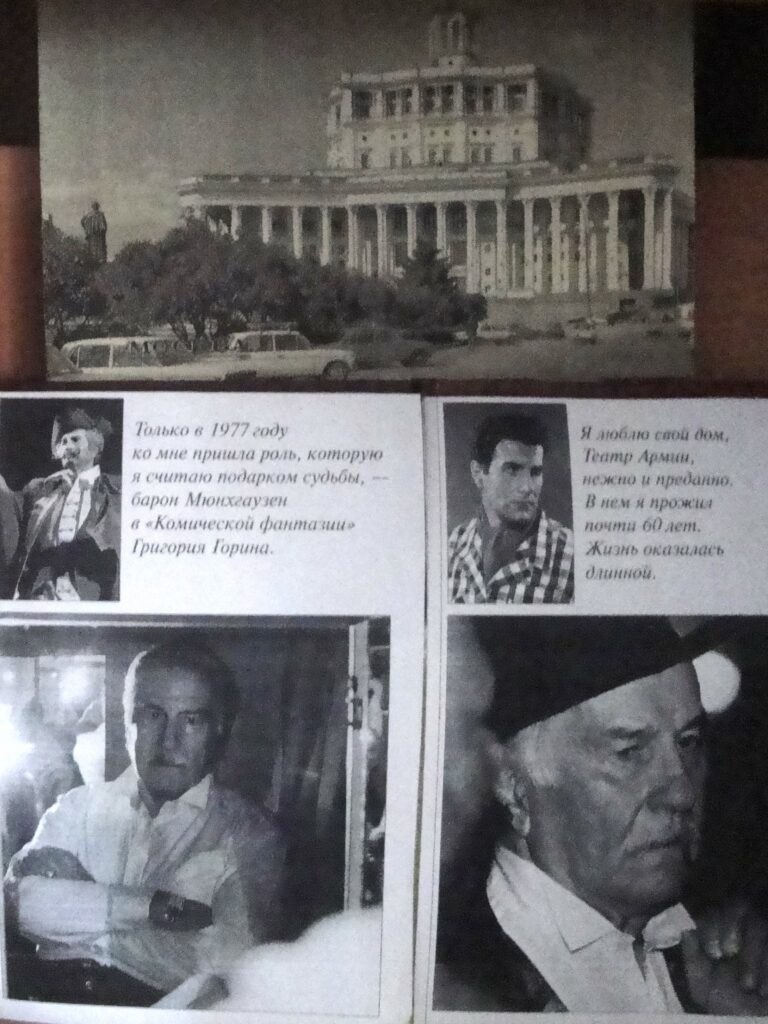 Только в 1977 году
ко мне пришла роль, которую
я считаю подарком судьбы, —
барон Мюнхгаузен
в «Комической фантазии»
Григория Горина.
Я люблю свой дом,
Театр Армии,
нежно и преданно.
В нем я прожил
почти 60 лет.
Жизнь оказалась
длинной.